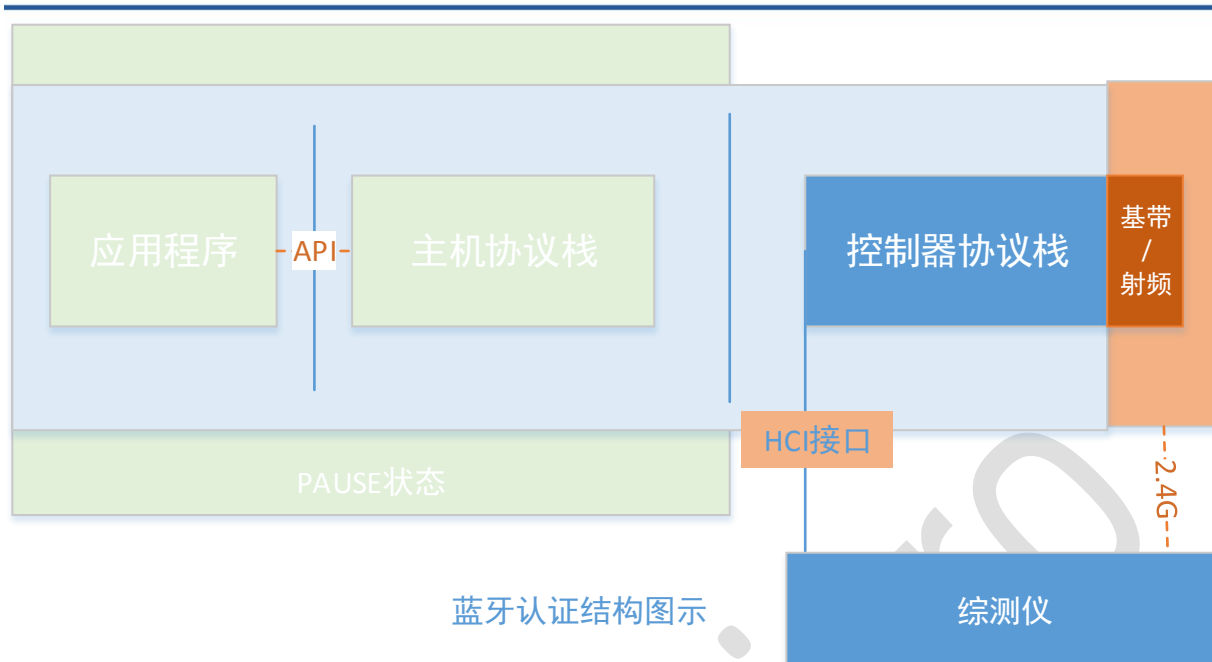 应用程序
API
主机协议栈
控制器协议栈
基带
/
射频
HCI接口
PAUSE状态
2.4G
蓝牙认证结构图示
综测仪